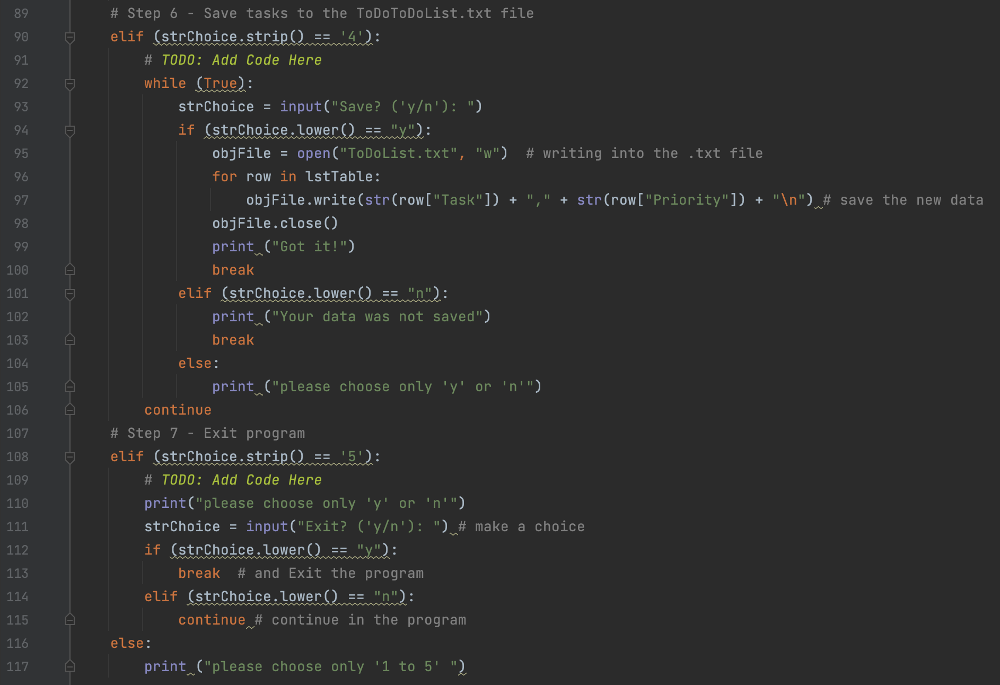 89 # Step 6 - Save tasks to the ToDoToDoList.txt file
90 elif (strChoice.strip() == '4'):
91 # TODO: Add Code Here
92 while (True):
93 strChoice = input("Save? ('y/n'): ")
94 if (strChoice.lower() == "y"):
95 objFile = open("ToDoList.txt", "w")  # writing into the .txt file
96 for row in lstTable:
97 objFile.write(str(row["Task"]) + "," + str(row["Priority"]) + "\n") # save the new data
98 objFile.close()
99 print ("Got it!")
100 break
101 elif (strChoice.lower() == "n"):
102 print ("Your data was not saved")
103 break
104 else:
105 print ("please choose only 'y' or 'n'")
106 continue
107 # Step 7 - Exit program
108 elif (strChoice.strip() == '5'):
109 # TODO: Add Code Here
110 print("please choose only 'y' or 'n'")
111 strChoice = input("Exit? ('y/n'): ") # make a choice
112 if (strChoice.lower() == "y"):
113 break  # and Exit the program
114 elif (strChoice.lower() == "n"):
115 continue # continue in the program
116 else:
117 print ("please choose only '1 to 5' ")